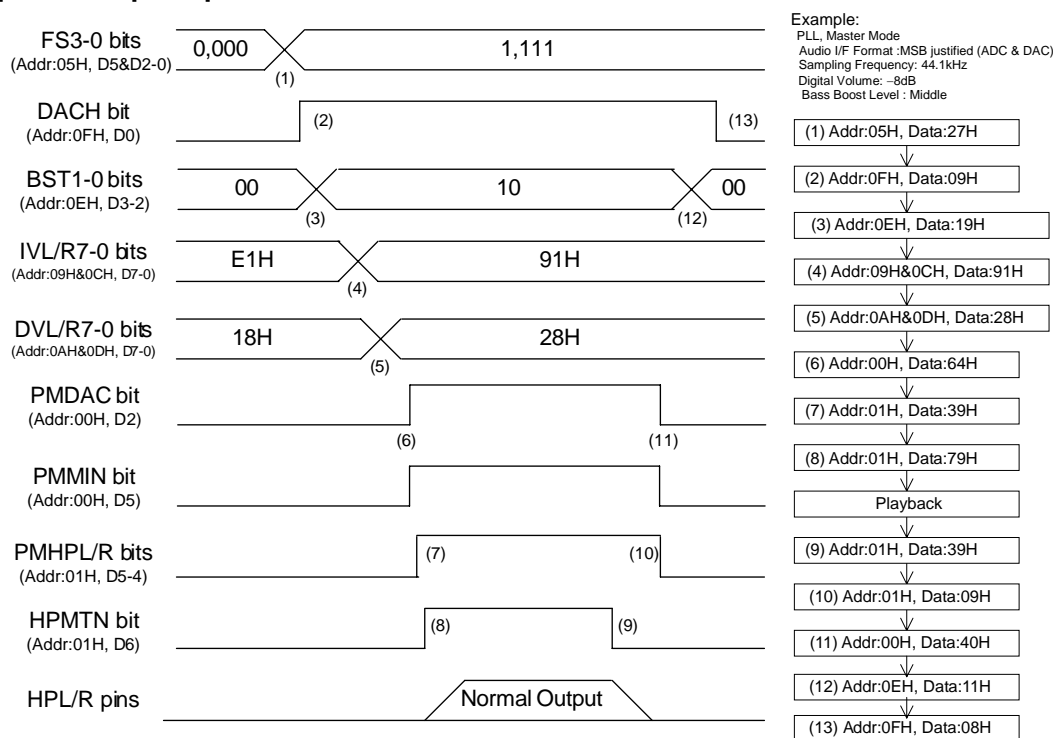 FS3-0 bits
(Addr:05H, D5&D2-0)
0,000
1,111
(1)
DACH bit
(Addr:0FH, D0)
(2)
(13)
BST1-0 bits
(Addr:0EH, D3-2)
00
10
00
(3)
(12)
IVL/R7-0 bits
(Addr:09H&0CH, D7-0)
E1H
91H
(4)
DVL/R7-0 bits
(Addr:0AH&0DH, D7-0)
18H
28H
(5)
PMDAC bit
(Addr:00H, D2)
(6)
(11)
PMMIN bit
(Addr:00H, D5)
PMHPL/R bits
(Addr:01H, D5-4)
(7)
(10)
HPMTN bit
(Addr:01H, D6)
(8)
(9)
HPL/R pins
Normal Output
Example:
PLL, Master Mode
Audio I/F Format :MSB justified (ADC & DAC)
Sampling Frequency: 44.1kHz
Digital Volume: −8dB
Bass Boost Level : Middle
(1) Addr:05H, Data:27H
(2) Addr:0FH, Data:09H
(3) Addr:0EH, Data:19H
(4) Addr:09H&0CH, Data:91H
(5) Addr:0AH&0DH, Data:28H
(6) Addr:00H, Data:64H
(7) Addr:01H, Data:39H
(8) Addr:01H, Data:79H
Playback
(9) Addr:01H, Data:39H
(10) Addr:01H, Data:09H
(11) Addr:00H, Data:40H
(12) Addr:0EH, Data:11H
(13) Addr:0FH, Data:08H